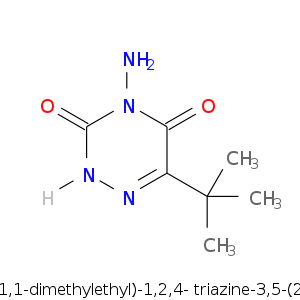 NH2
O N O
N N
H
CH3
CH3
CH3
1,1-dimethylethyl)-1,2,4- triazine-3,5-(2